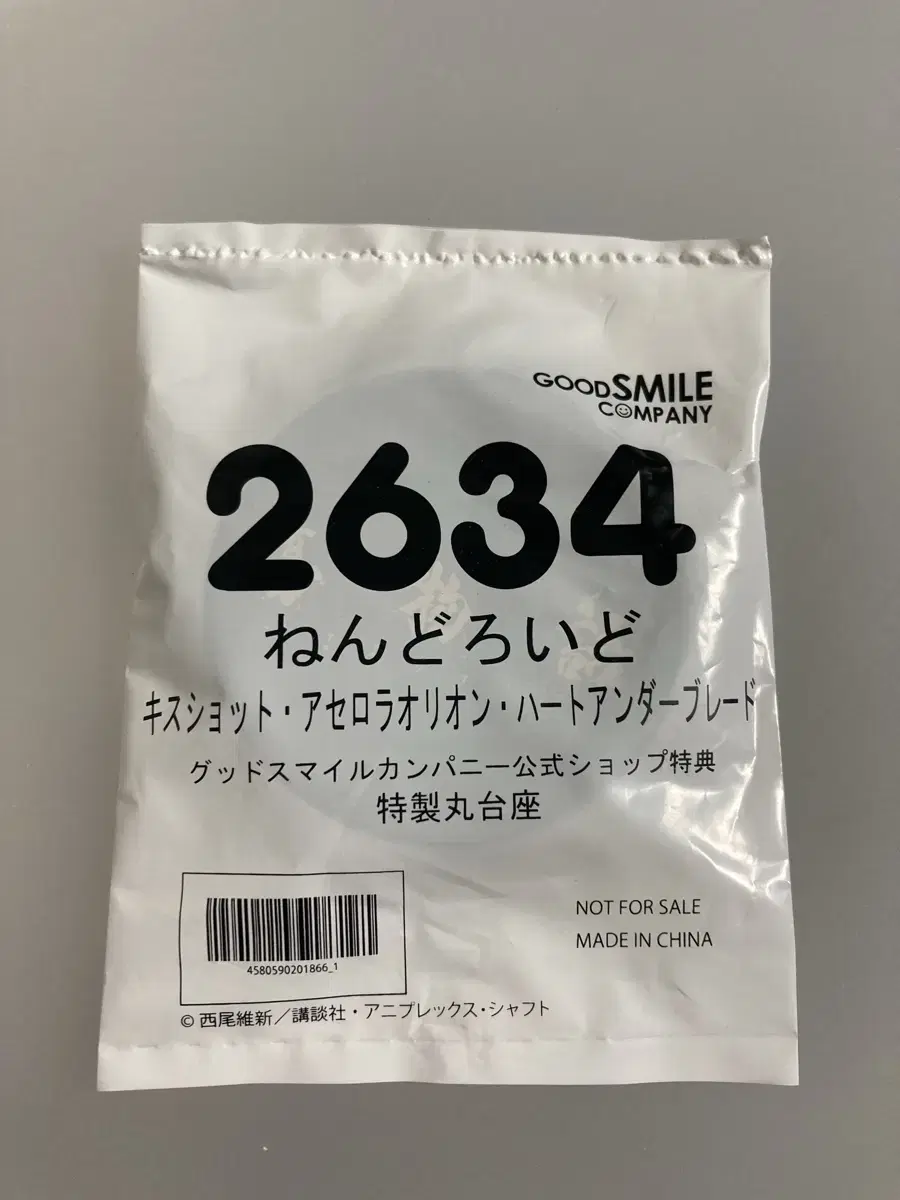 GOODSMILE
COMPANY
2634
ねんどろいど
キスショット・アセロラオリオン・ハートアンダーブレード
グッドスマイルカンパニー公式ショップ特典
特製丸台座
4580590201866_1
NOT FOR SALE
MADE IN CHINA
© 西尾維新／講談社・アニプレックス・シャフト